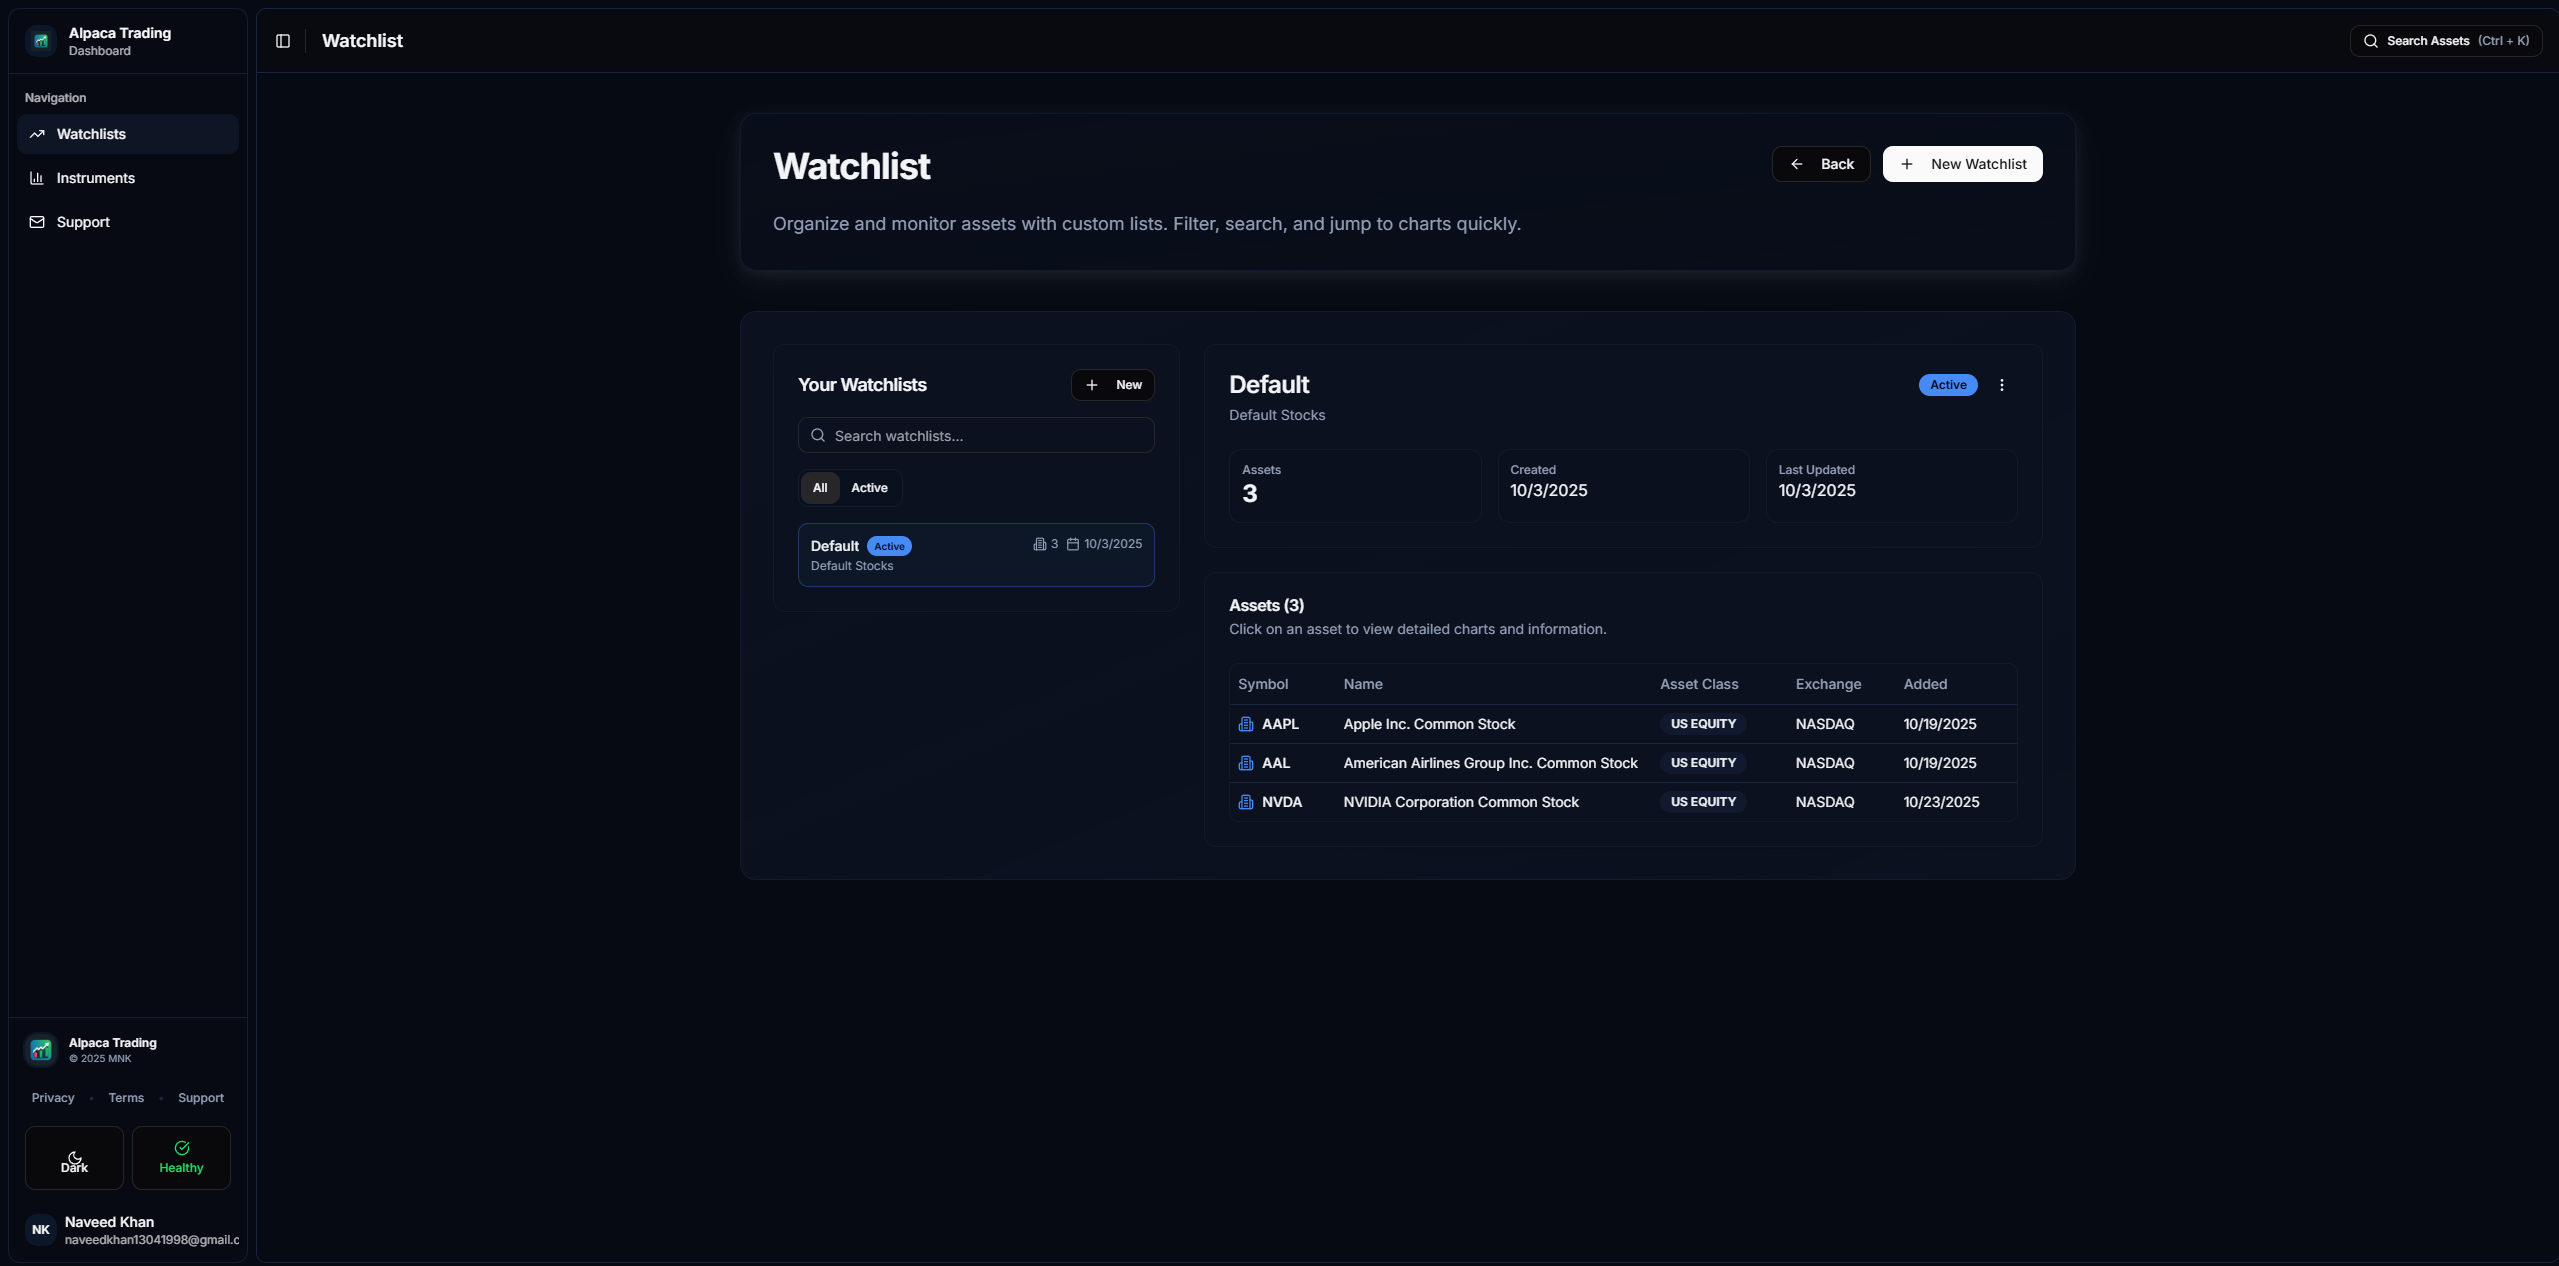 Alpaca Trading
Dashboard
Navigation
Watchlists
Instruments
Support
Watchlist
Search Assets (Ctrl + K)
Watchlist
Back
New Watchlist
Organize and monitor assets with custom lists. Filter, search, and jump to charts quickly.
Your Watchlists
New
Search watchlists...
All Active
Default Active 3 10/3/2025
Default Stocks
Default
Active
Default Stocks
Assets
3
Created
10/3/2025
Last Updated
10/3/2025
Assets (3)
Click on an asset to view detailed charts and information.
Symbol Name Asset Class Exchange Added
AAPL Apple Inc. Common Stock US EQUITY NASDAQ 10/19/2025
AAL American Airlines Group Inc. Common Stock US EQUITY NASDAQ 10/19/2025
NVDA NVIDIA Corporation Common Stock US EQUITY NASDAQ 10/23/2025
Alpaca Trading
© 2025 MNK
Privacy • Terms • Support
Dark
Healthy
NK
Naveed Khan
naveedkhan13041998@gmail.c